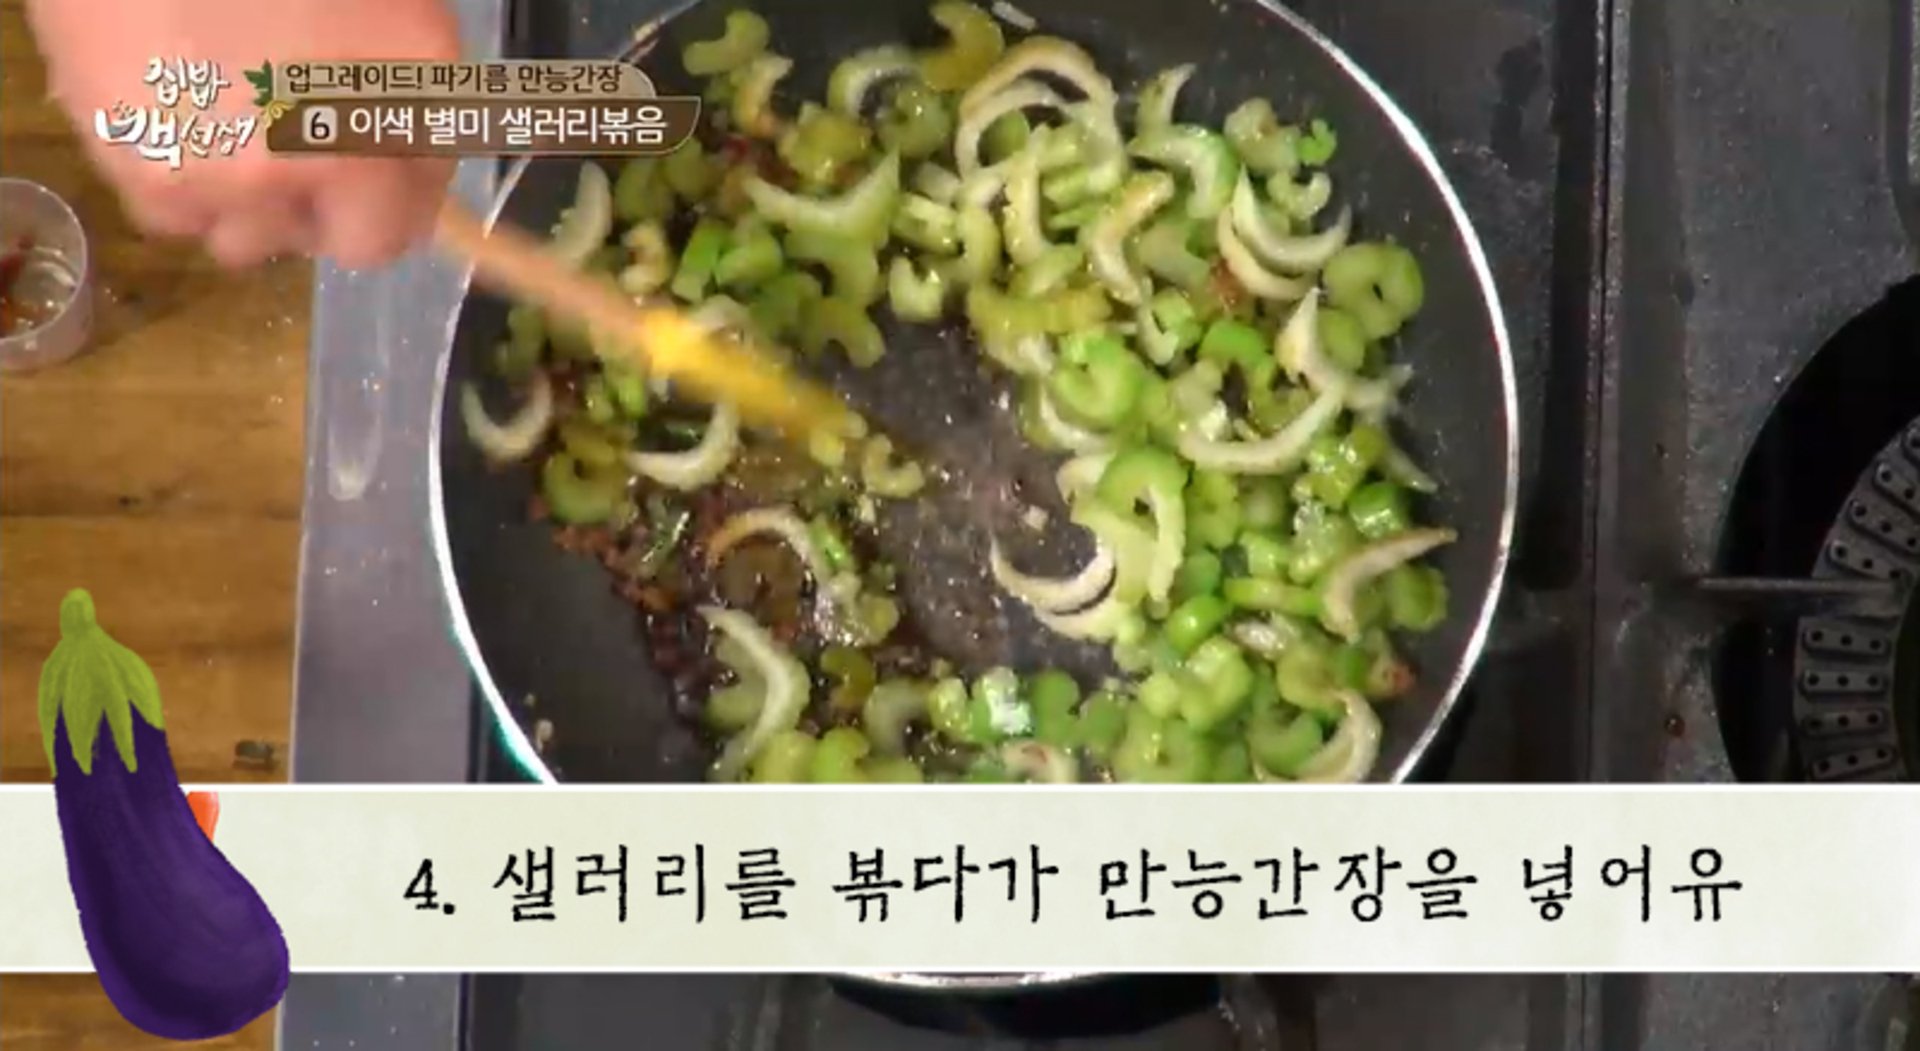 집밥
백선생
업그레이드! 파기름 만능간장
6 이색 별미 샐러리볶음
4. 샐러리를 볶다가 만능간장을 넣어유